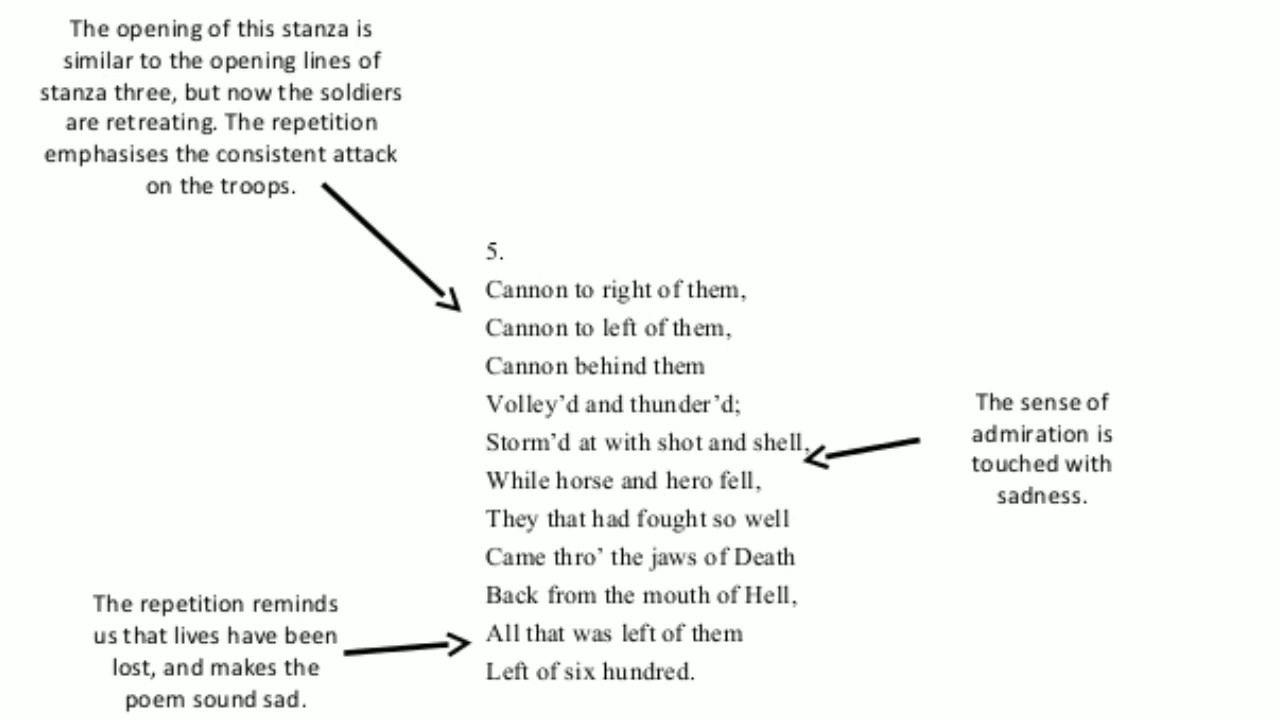 The opening of this stanza is
similar to the opening lines of
stanza three, but now the soldiers
are retreating. The repetition
emphasises the consistent attack
on the troops.
5.
Cannon to right of them,
Cannon to left of them,
Cannon behind them
Volley’d and thunder’d;
Storm’d at with shot and shell,
While horse and hero fell,
They that had fought so well
Came thro’ the jaws of Death
Back from the mouth of Hell,
All that was left of them
Left of six hundred.
The sense of
admiration is
touched with
sadness.
The repetition reminds
us that lives have been
lost, and makes the
poem sound sad.